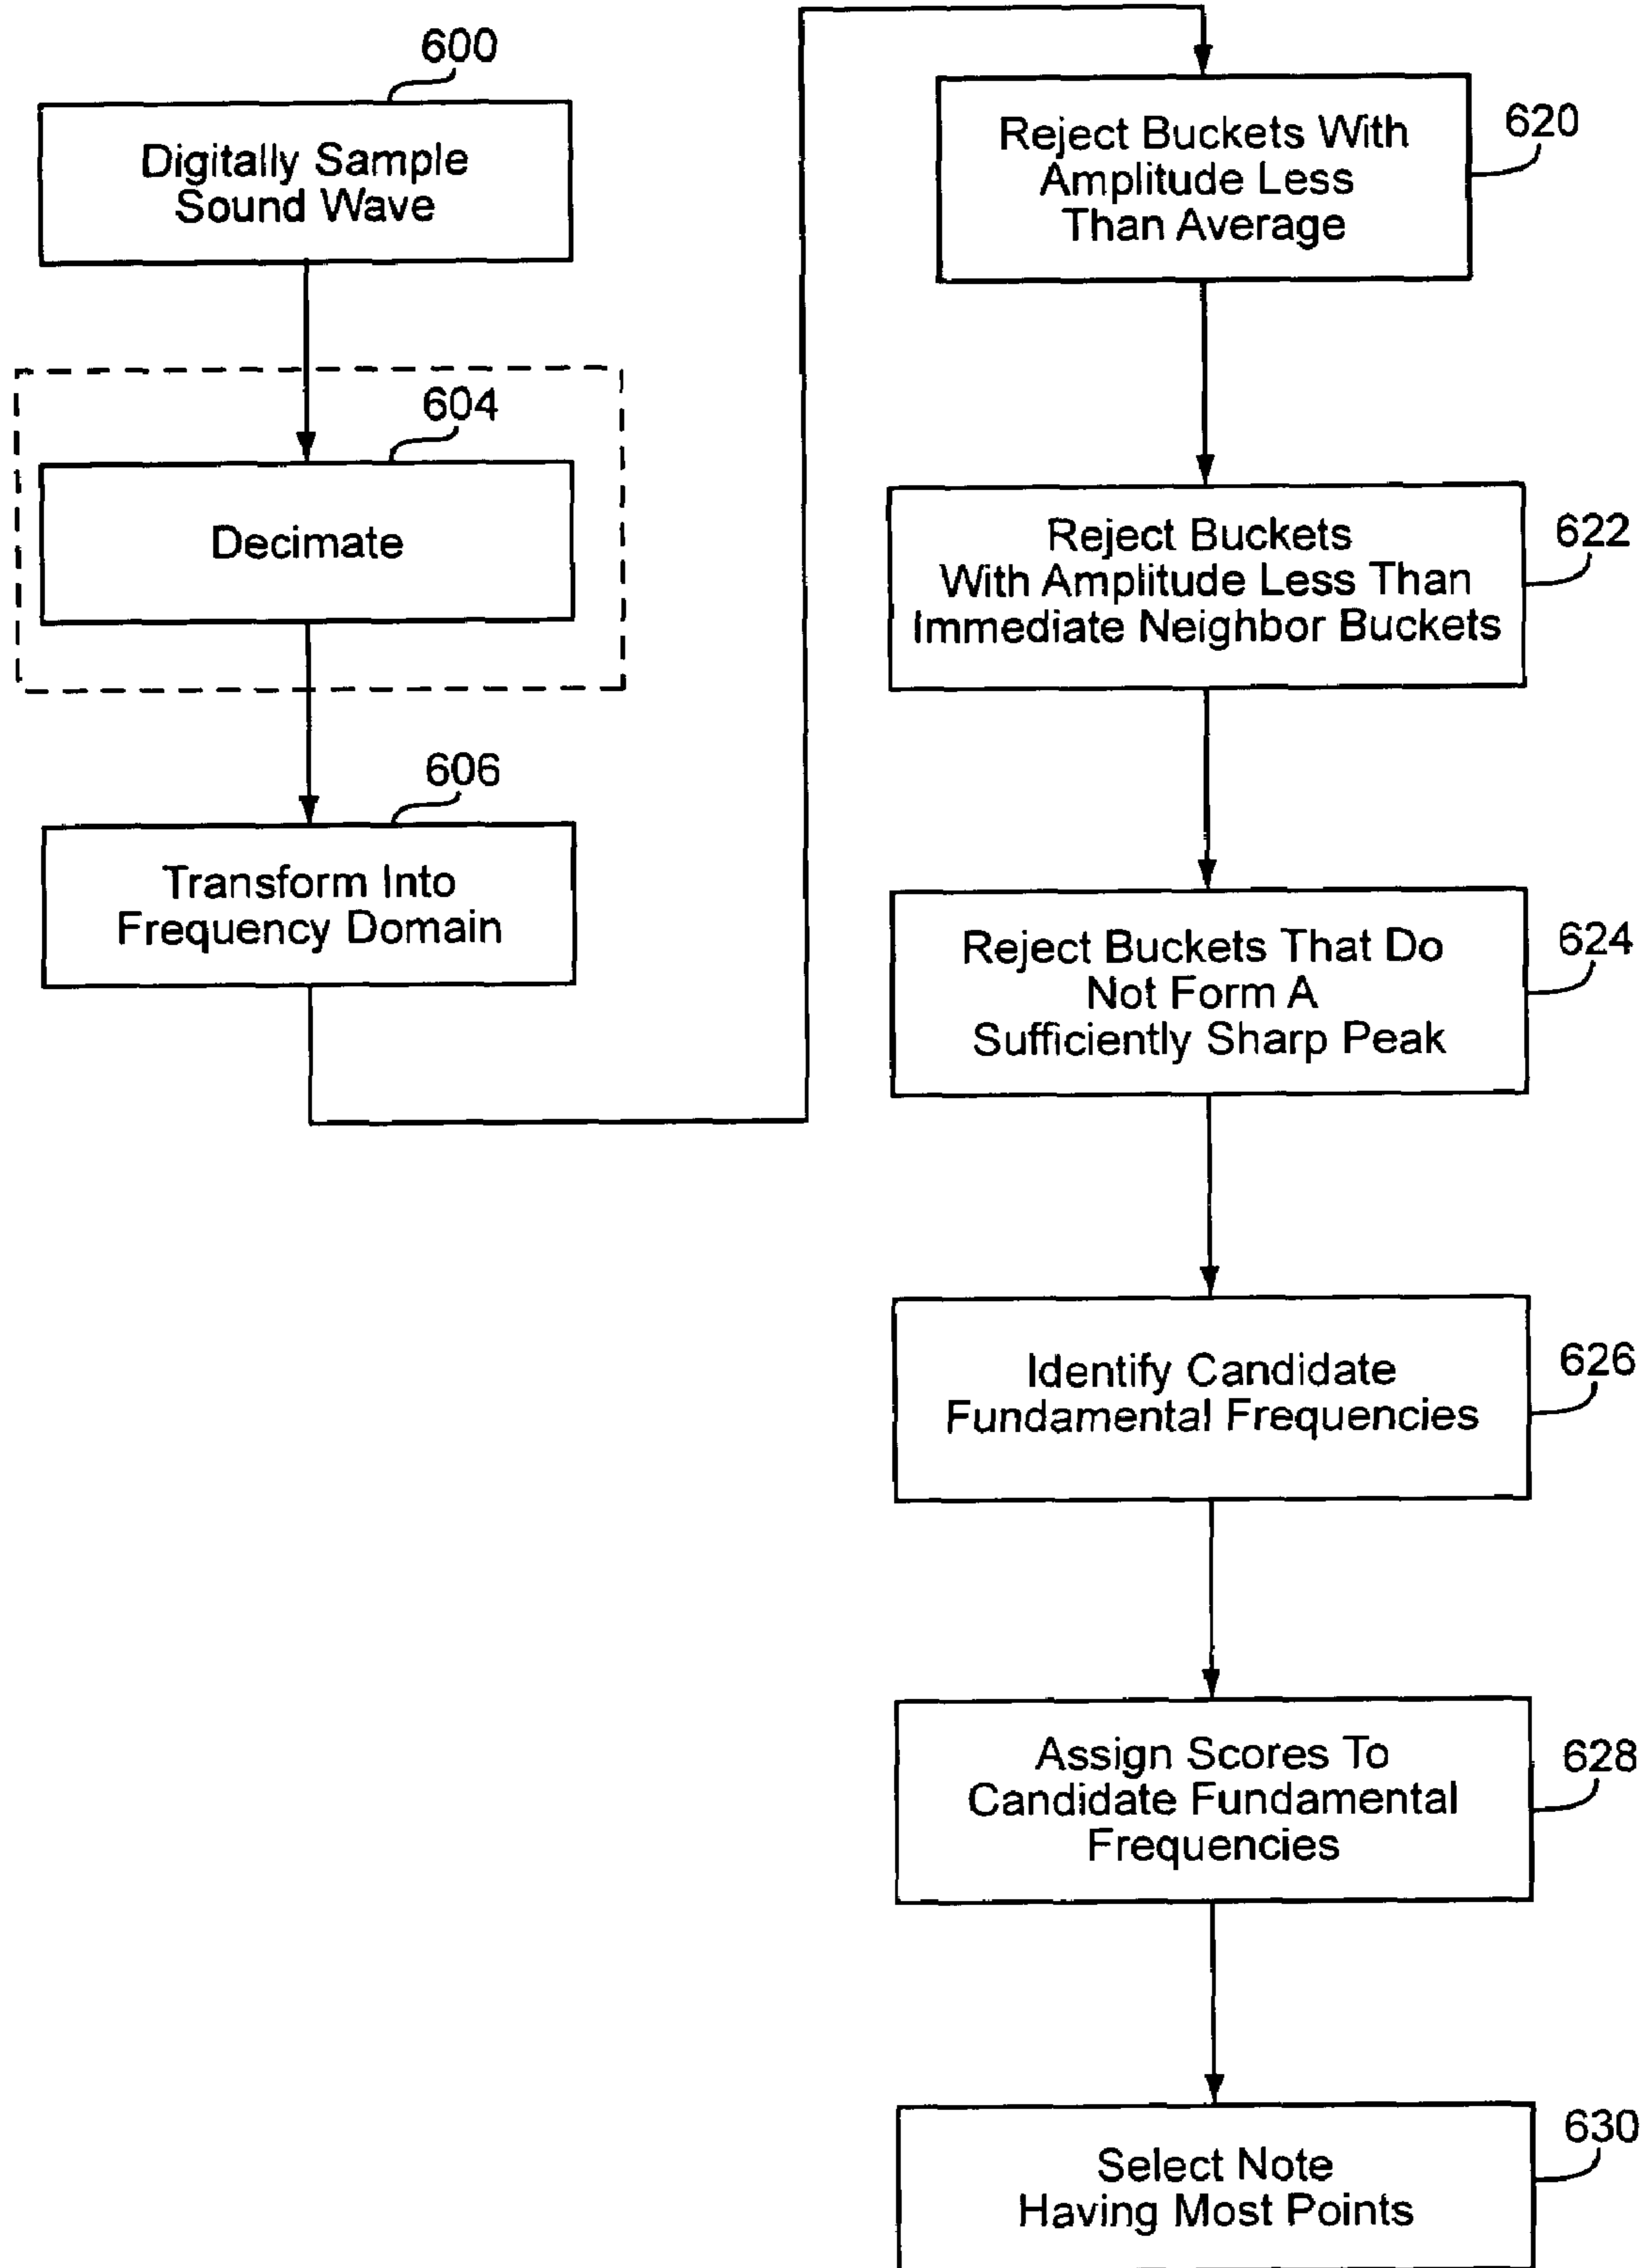 600
Digitally Sample
Sound Wave
604
Decimate
606
Transform Into
Frequency Domain
620
Reject Buckets With
Amplitude Less
Than Average
622
Reject Buckets
With Amplitude Less Than
Immediate Neighbor Buckets
624
Reject Buckets That Do
Not Form A
Sufficiently Sharp Peak
626
Identify Candidate
Fundamental Frequencies
628
Assign Scores To
Candidate Fundamental
Frequencies
630
Select Note
Having Most Points